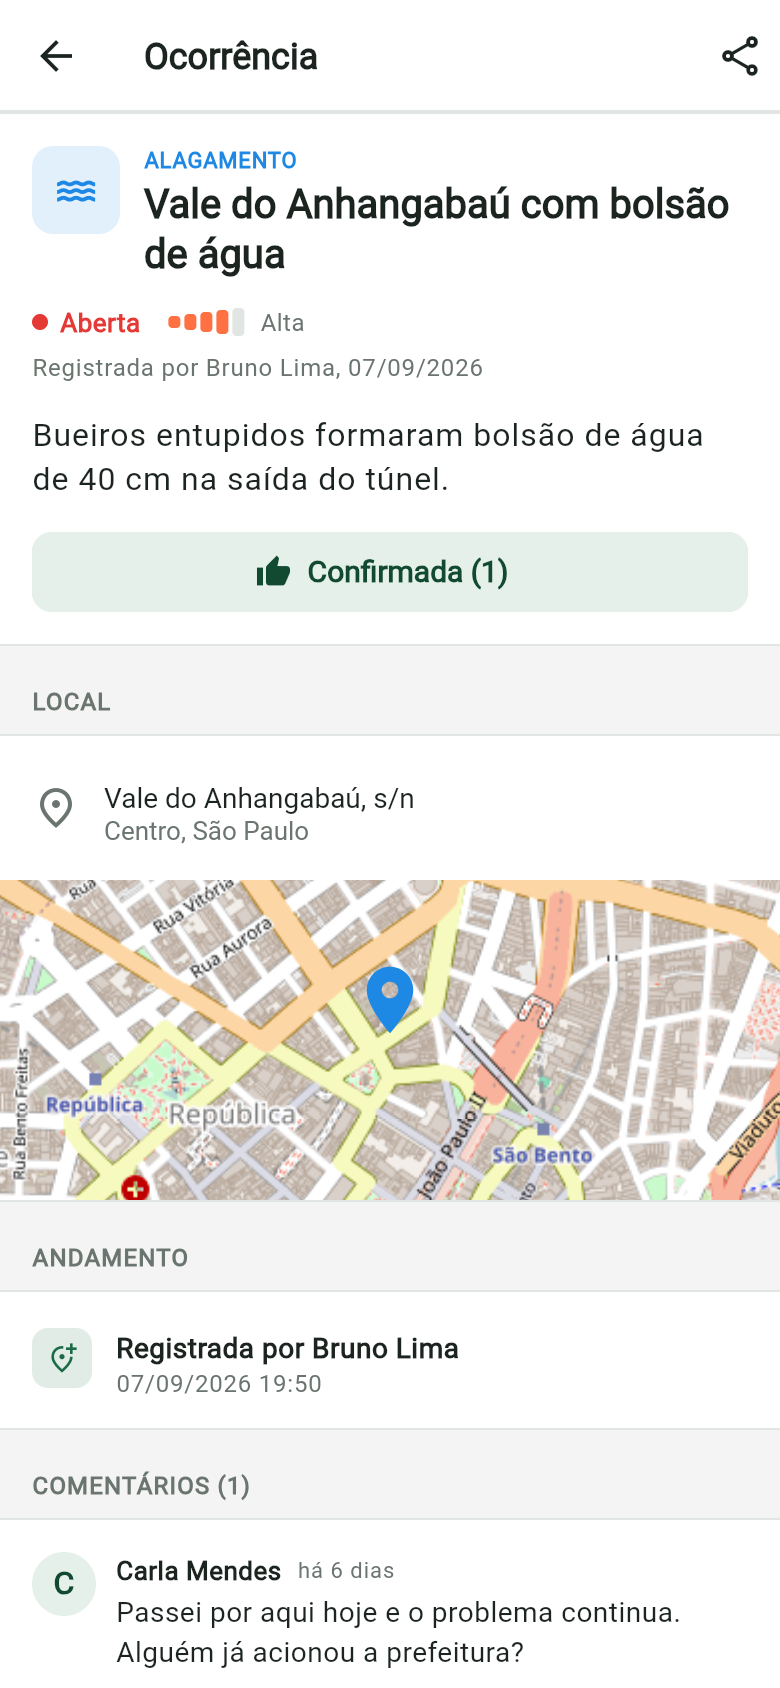 Ocorrência
ALAGAMENTO
Vale do Anhangabaú com bolsão
de água
Aberta
Alta
Registrada por Bruno Lima, 07/09/2026
Bueiros entupidos formaram bolsão de água
de 40 cm na saída do túnel.
Confirmada (1)
LOCAL
Vale do Anhangabaú, s/n
Centro, São Paulo
Rua
Rua Vitória
Rua Aurora
Rua Bento Freitas
República
República
João Paulo II
São Bento
Viaduto
ANDAMENTO
Registrada por Bruno Lima
07/09/2026 19:50
COMENTÁRIOS (1)
C
Carla Mendes há 6 dias
Passei por aqui hoje e o problema continua.
Alguém já acionou a prefeitura?